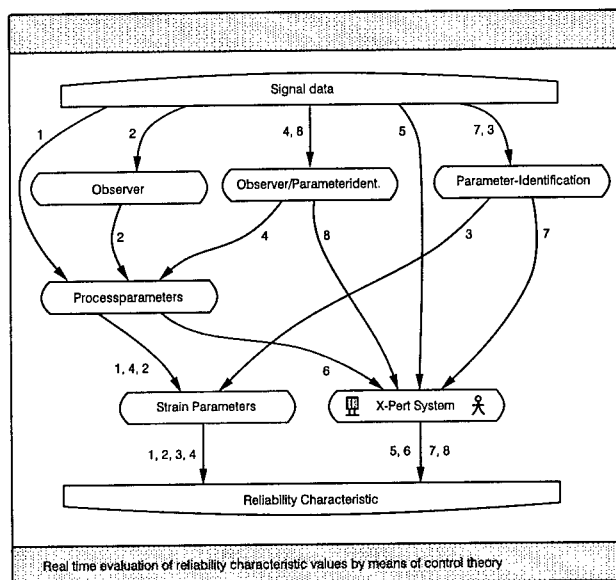 Signal data
1
2
4, 8
5
7, 3
Observer
Observer/Parameterident.
Parameter-Identification
2
4
8
3
7
Processparameters
1, 4, 2
6
Strain Parameters
X-Pert System
1, 2, 3, 4
5, 6
7, 8
Reliability Characteristic
Real time evaluation of reliability characteristic values by means of control theory